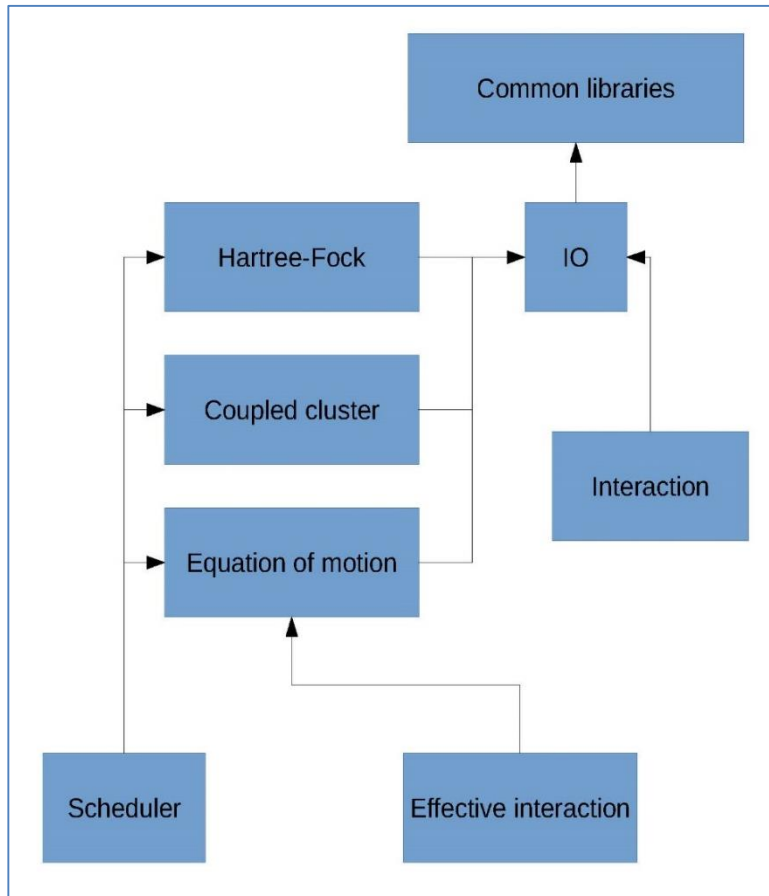 Common libraries
Hartree-Fock
IO
Coupled cluster
Interaction
Equation of motion
Scheduler
Effective interaction